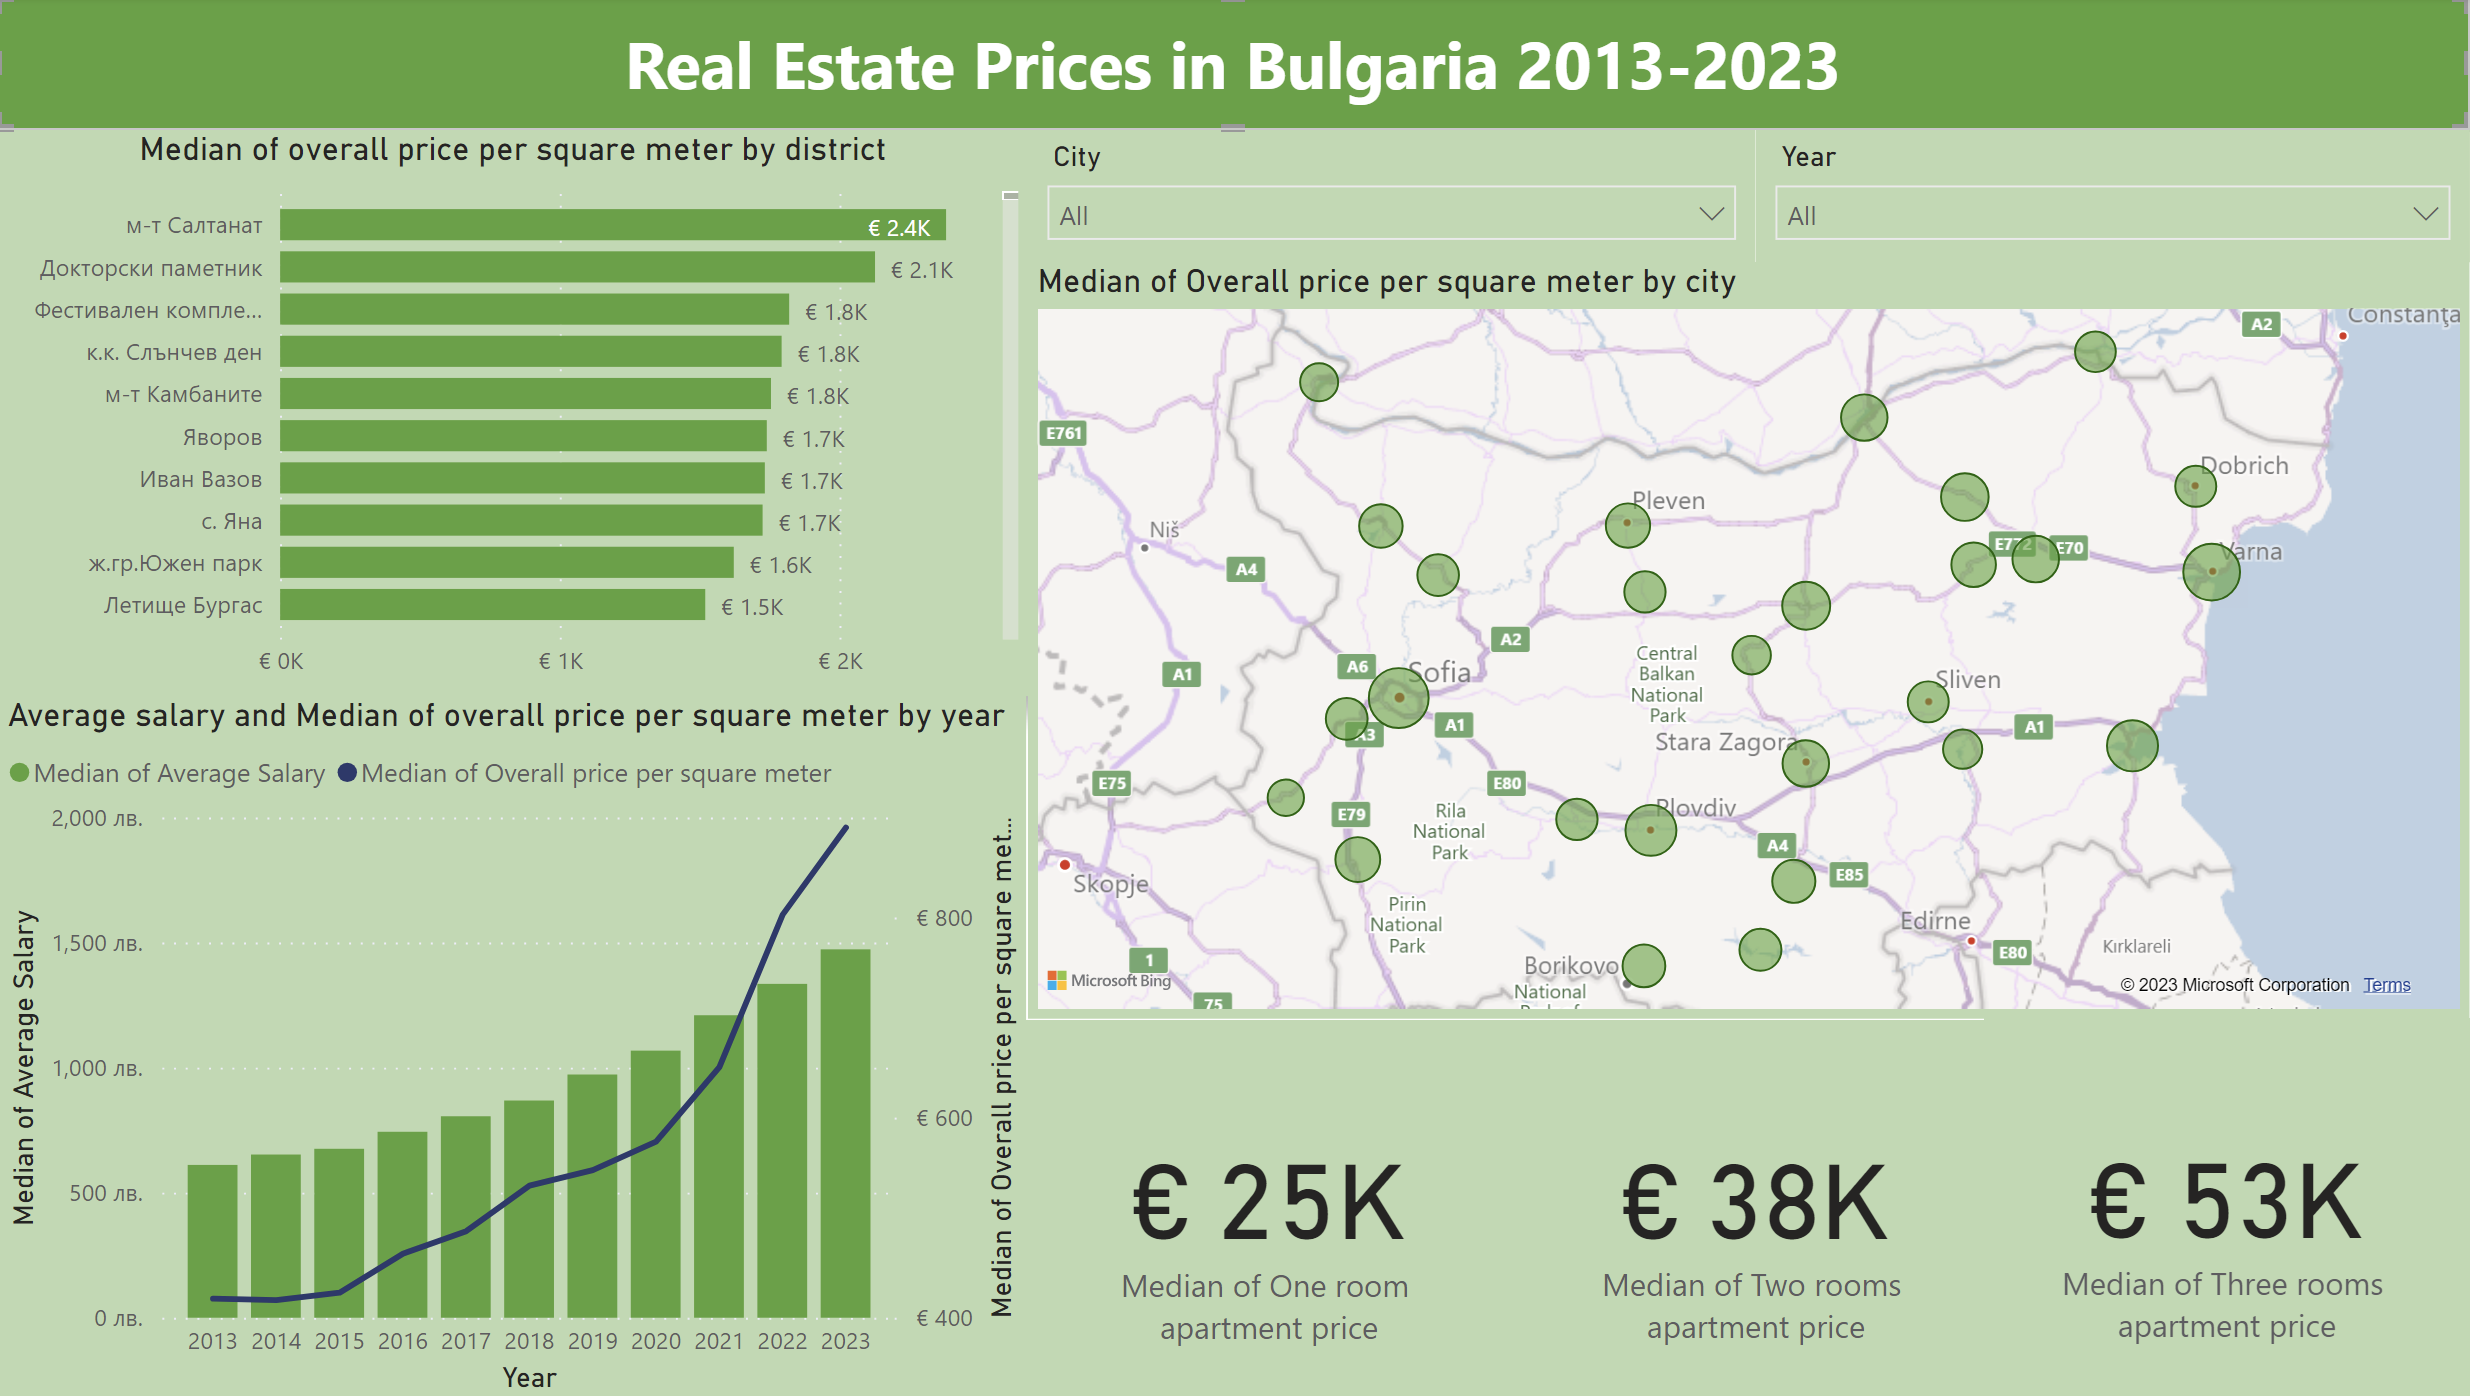 Real Estate Prices in Bulgaria 2013-2023
Median of overall price per square meter by district
м-т Салтанат
€ 2.4K
Докторски паметник
€ 2.1K
Фестивален компле...
€ 1.8K
к.к. Слънчев ден
€ 1.8K
м-т Камбаните
€ 1.8K
Яворов
€ 1.7K
Иван Вазов
€ 1.7K
с. Яна
€ 1.7K
ж.гр.Южен парк
€ 1.6K
Летище Бургас
€ 1.5K
€ 0K
€ 1K
€ 2K
City
All
Year
All
Median of Overall price per square meter by city
Constanţa
A2
E761
Dobrich
Pleven
Niš
E772
E70
Varna
A4
A2
Central
Balkan
National
Park
A6
Sofia
A1
Sliven
A1
A3
A1
Stara Zagora
E75
E80
Rila
National
Park
E79
Plovdiv
A4
Skopje
E85
Pirin
National
Park
Edirne
E80
Kırklareli
1
Borikovo
National
75
Microsoft Bing
© 2023 Microsoft Corporation Terms
Average salary and Median of overall price per square meter by year
Median of Average Salary
Median of Overall price per square meter
Median of Average Salary
2,000 лв.
1,500 лв.
1,000 лв.
500 лв.
0 лв.
€ 800
€ 600
€ 400
Median of Overall price per square met...
2013 2014 2015 2016 2017 2018 2019 2020 2021 2022 2023
Year
€ 25K
Median of One room
apartment price
€ 38K
Median of Two rooms
apartment price
€ 53K
Median of Three rooms
apartment price